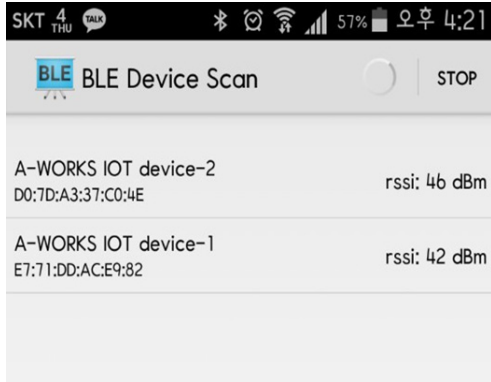 SKT 4 THU TALK 57% 오후 4:21
BLE BLE Device Scan STOP
A-WORKS IOT device-2
D0:7D:A3:37:C0:4E rssi: 46 dBm
A-WORKS IOT device-1
E7:71:DD:AC:E9:82 rssi: 42 dBm